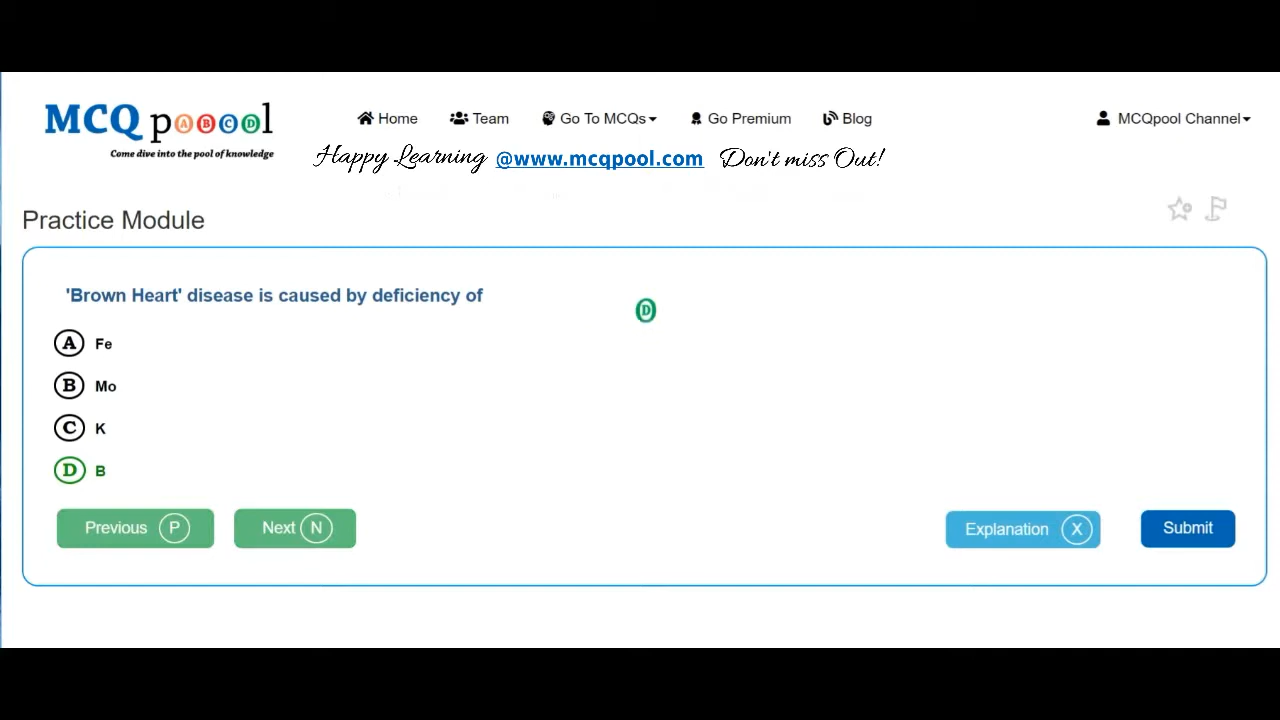 MCQ pooool
Come dive into the pool of knowledge
Home Team Go To MCQs Go Premium Blog MCQpool Channel
Happy Learning @www.mcqpool.com Don't miss Out!
Practice Module
'Brown Heart' disease is caused by deficiency of
D
A Fe
B Mo
C K
D B
Previous P Next N Explanation X Submit